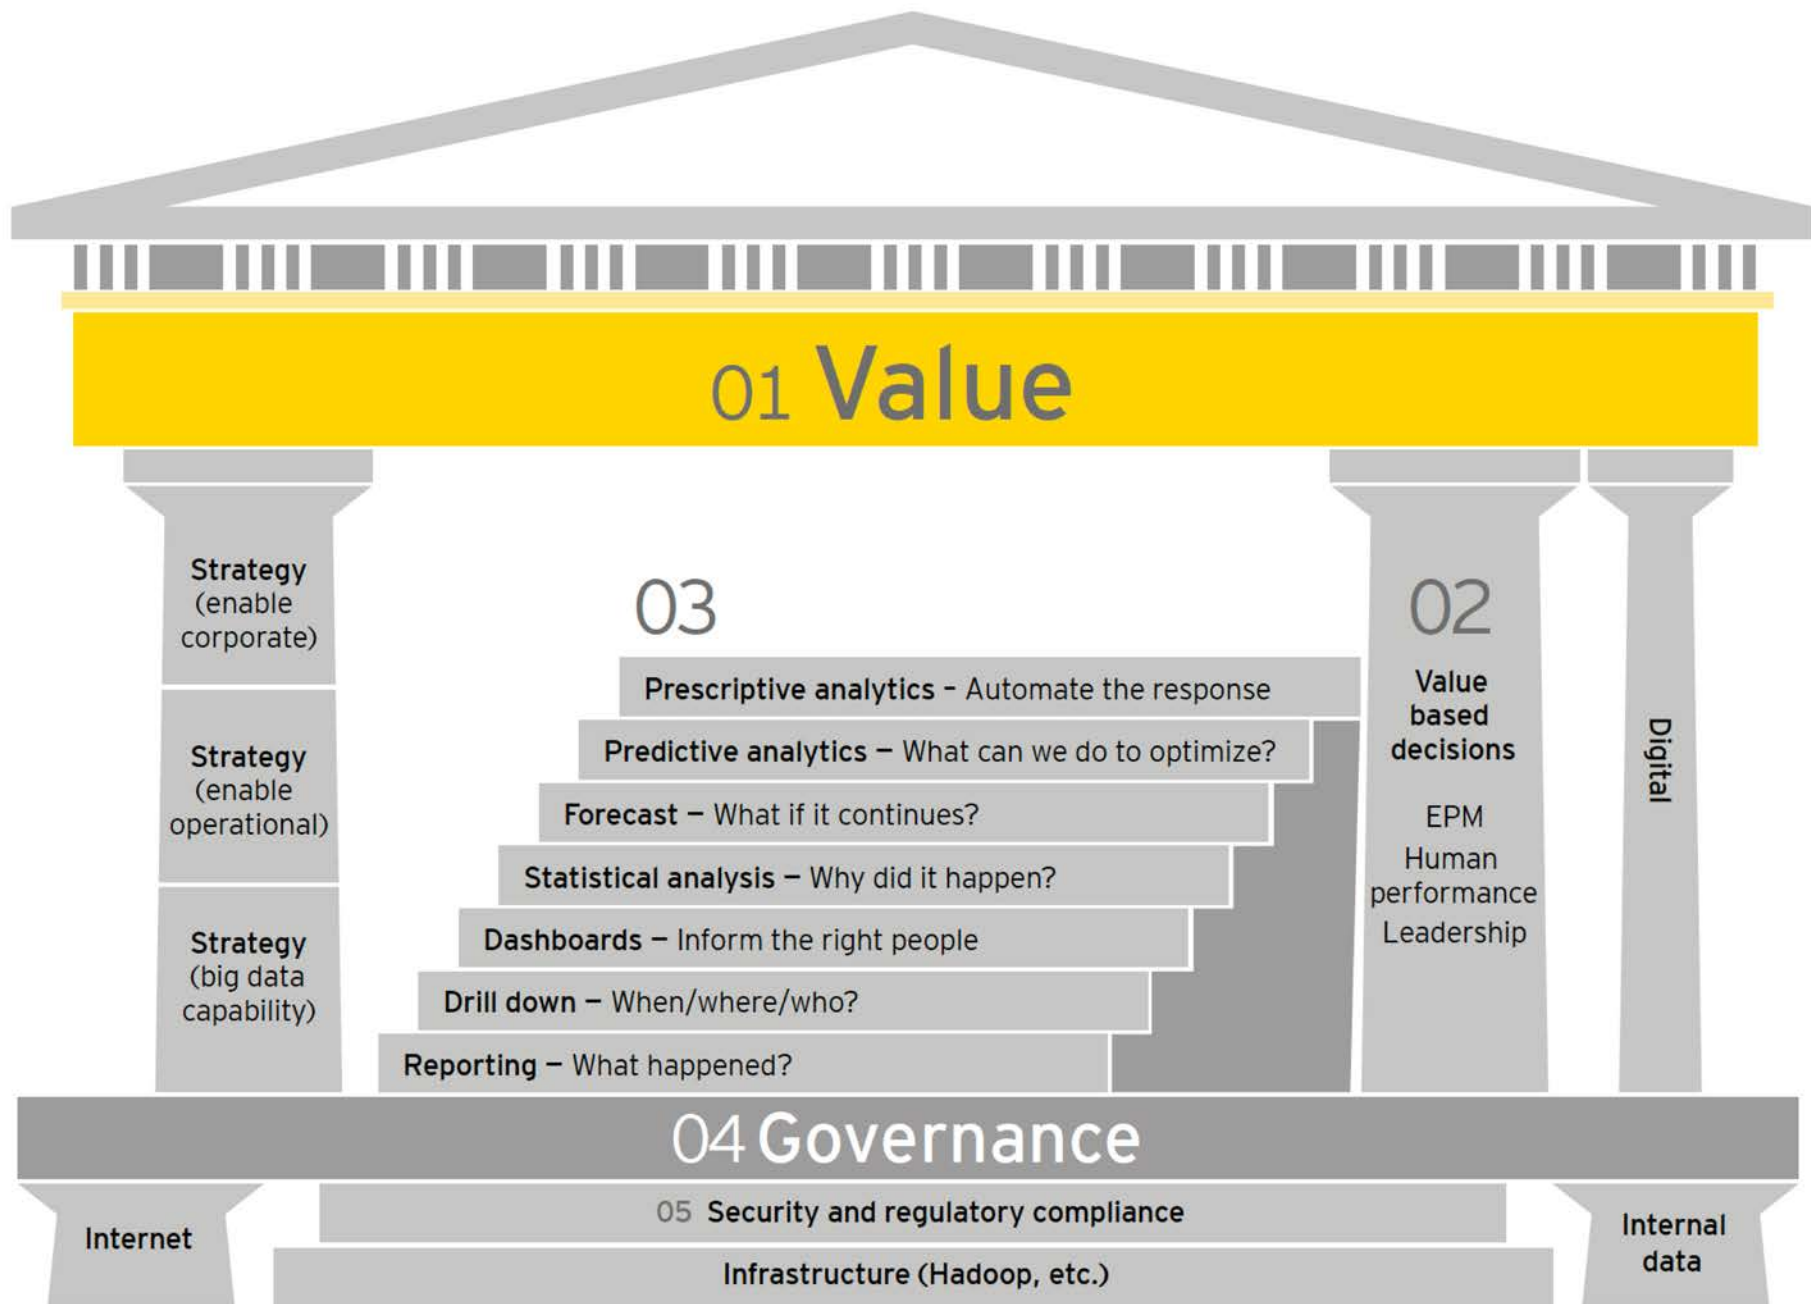 01 Value
Strategy
(enable
corporate)
Strategy
(enable
operational)
Strategy
(big data
capability)
03
Prescriptive analytics – Automate the response
Predictive analytics – What can we do to optimize?
Forecast – What if it continues?
Statistical analysis – Why did it happen?
Dashboards – Inform the right people
Drill down – When/where/who?
Reporting – What happened?
02
Value
based
decisions
EPM
Human
performance
Leadership
Digital
04 Governance
Internet
05 Security and regulatory compliance
Infrastructure (Hadoop, etc.)
Internal
data